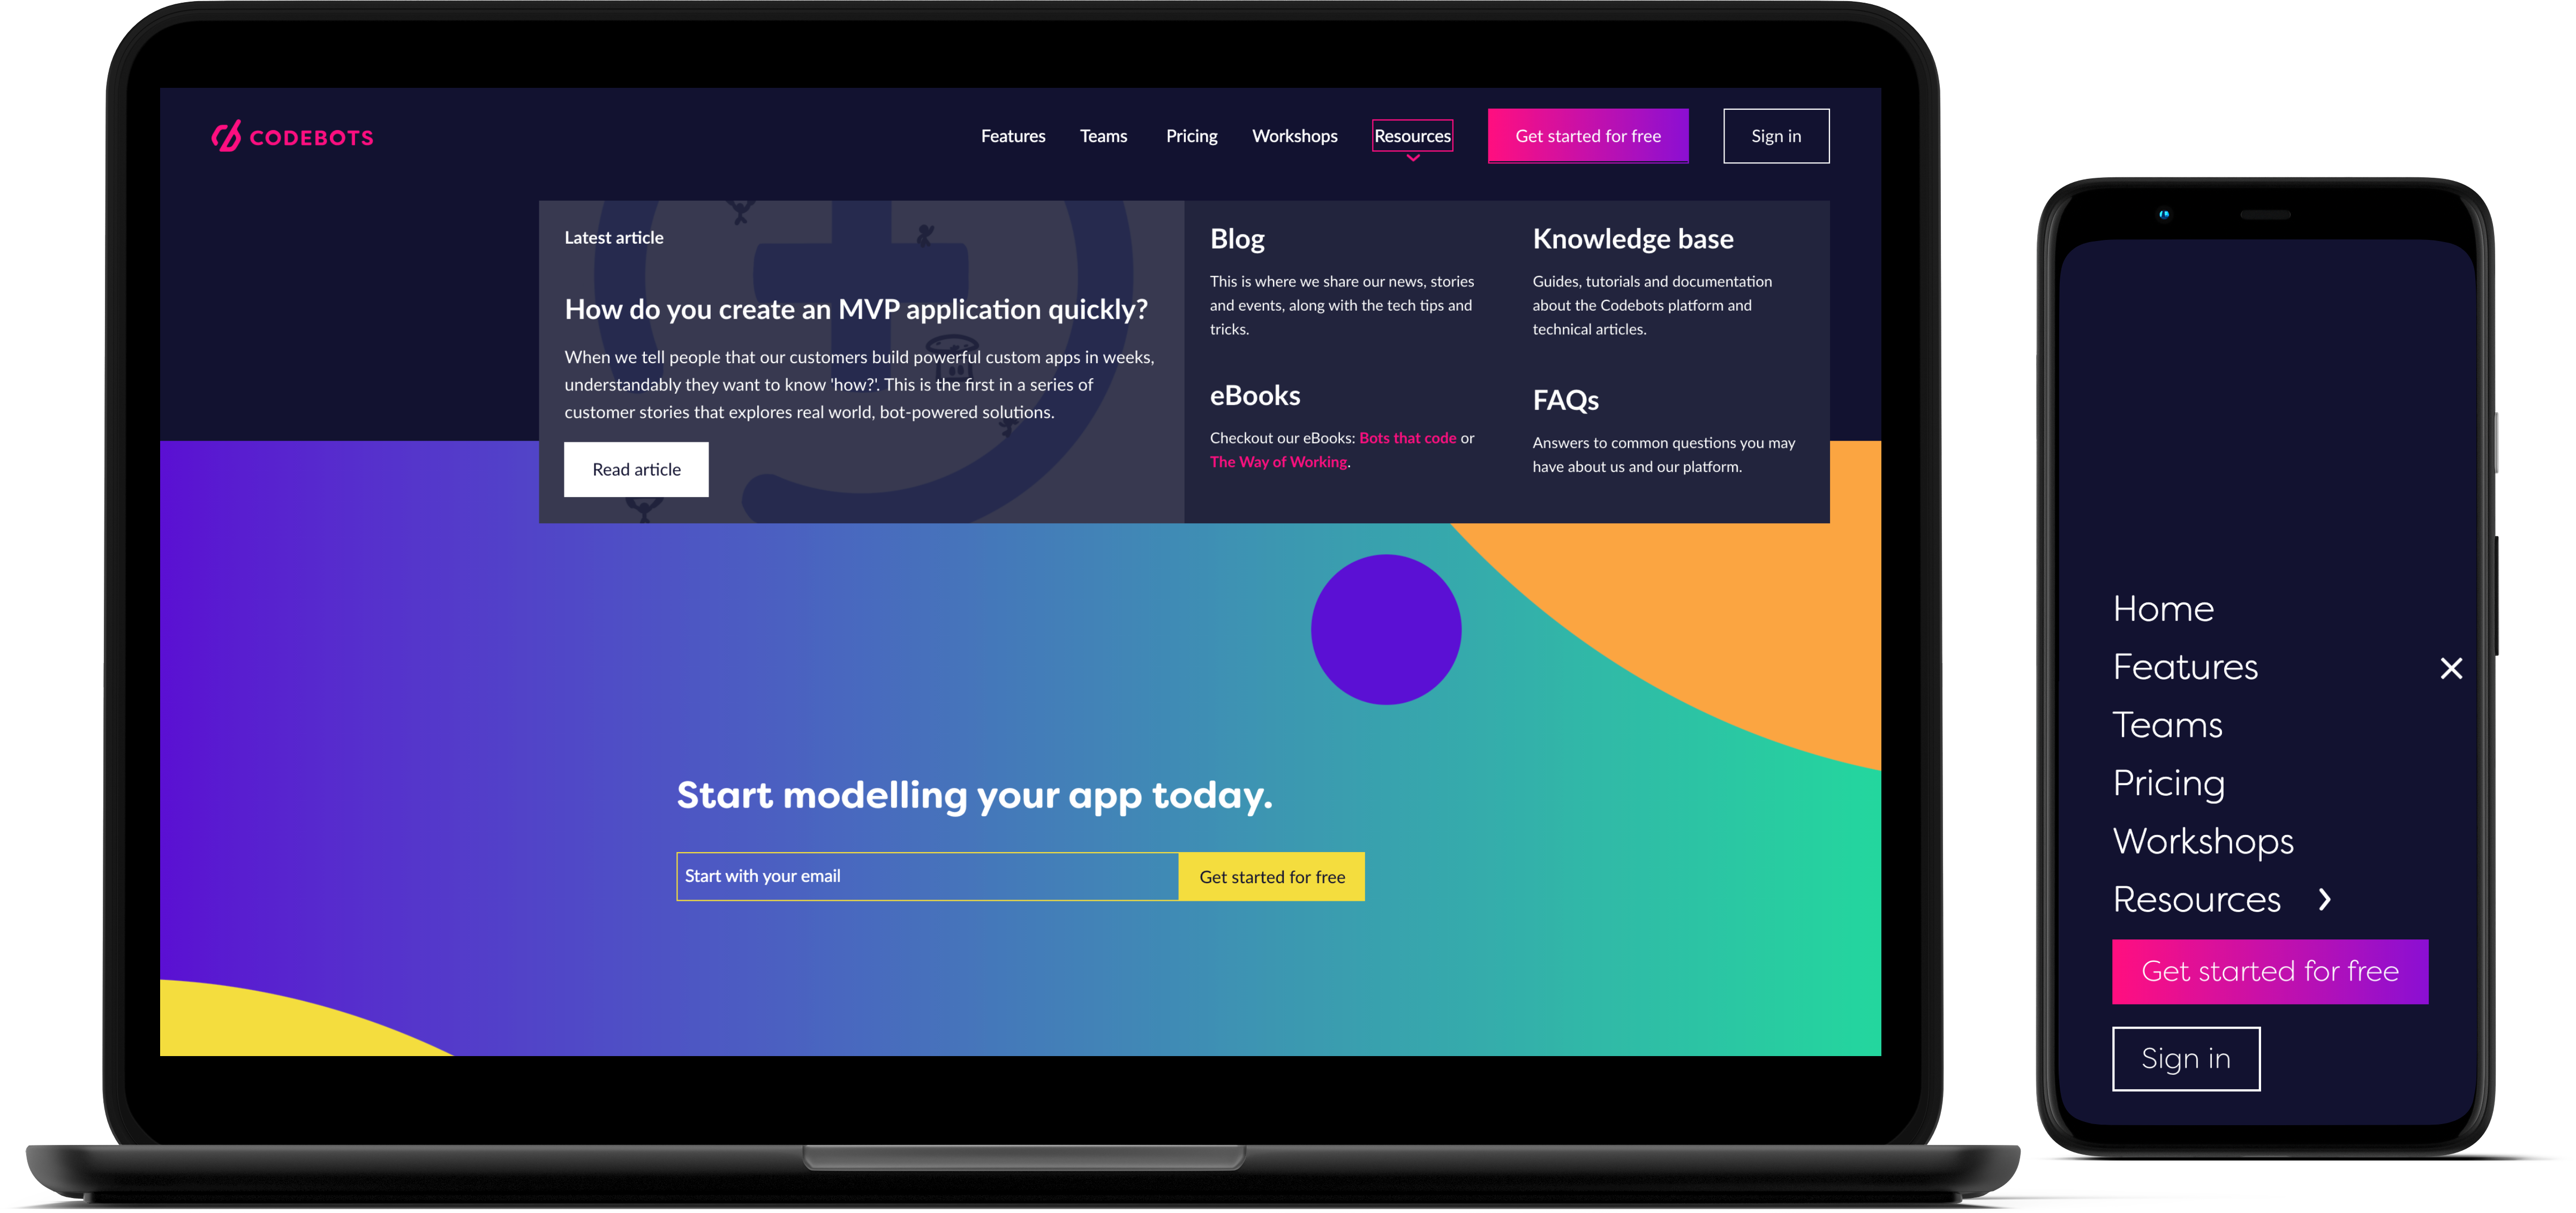 CODEBOTS
Features
Teams
Pricing
Workshops
Resources
Get started for free
Sign in
Latest article
How do you create an MVP application quickly?
When we tell people that our customers build powerful custom apps in weeks,
understandably they want to know 'how?'. This is the first in a series of
customer stories that explores real world, bot-powered solutions.
Read article
Blog
This is where we share our news, stories
and events, along with the tech tips and
tricks.
eBooks
Checkout our eBooks: Bots that code or
The Way of Working.
Knowledge base
Guides, tutorials and documentation
about the Codebots platform and
technical articles.
FAQs
Answers to common questions you may
have about us and our platform.
Start modelling your app today.
Start with your email
Get started for free
Home
Features
Teams
Pricing
Workshops
Resources
Get started for free
Sign in